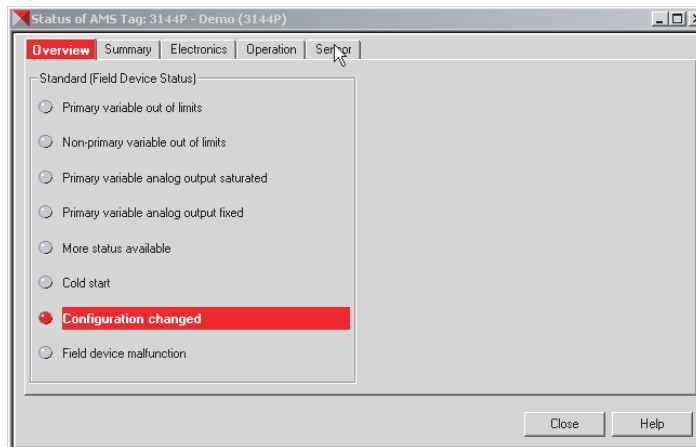 Status of AMS Tag: 3144P - Demo (3144P)
Overview Summary Electronics Operation Sensor
Standard (Field Device Status)
Primary variable out of limits
Non-primary variable out of limits
Primary variable analog output saturated
Primary variable analog output fixed
More status available
Cold start
Configuration changed
Field device malfunction
Close Help